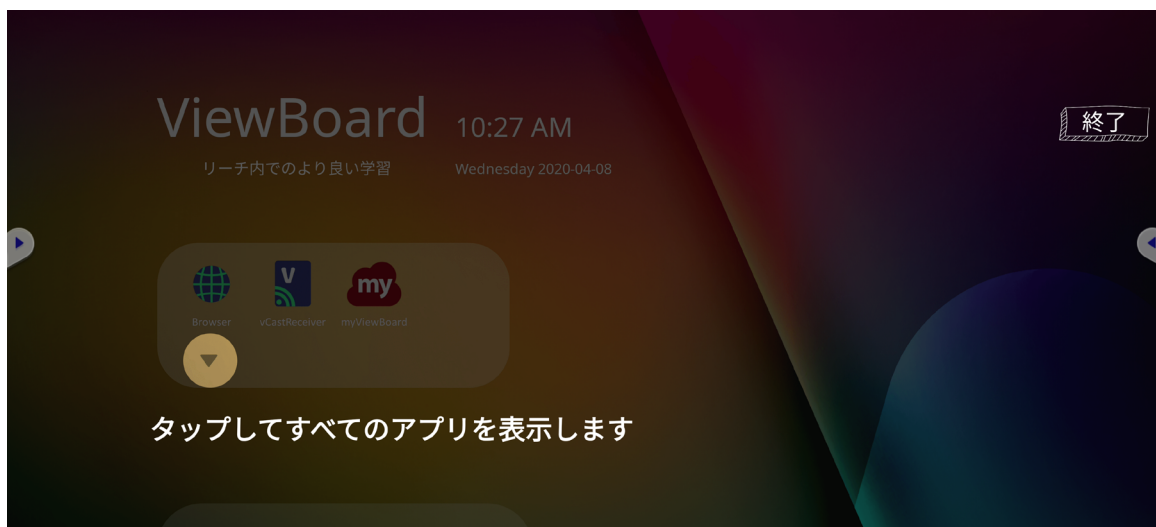 ViewBoard
10:27 AM
終了
リーチ内でのより良い学習
Wednesday 2020-04-08
V
my
Browser
vCastReceiver
myViewBoard
タップしてすべてのアプリを表示します